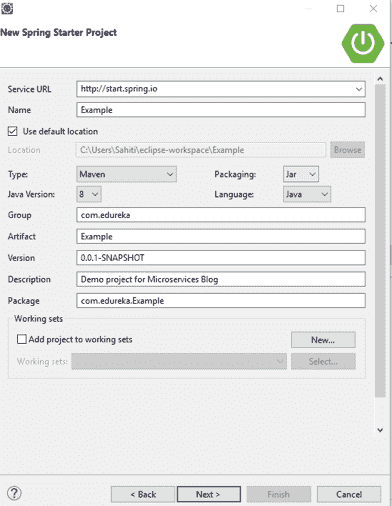 New Spring Starter Project
Service URL http://start.spring.io
Name Example
Use default location
Location C:\Users\Sahiti\eclipse-workspace\Example Browse
Type: Maven Packaging: Jar
Java Version: 8 Language: Java
Group com.edureka
Artifact Example
Version 0.0.1-SNAPSHOT
Description Demo project for Microservices Blog
Package com.edureka.Example
Working sets
Add project to working sets New...
Working sets: Select...
? < Back Next > Finish Cancel